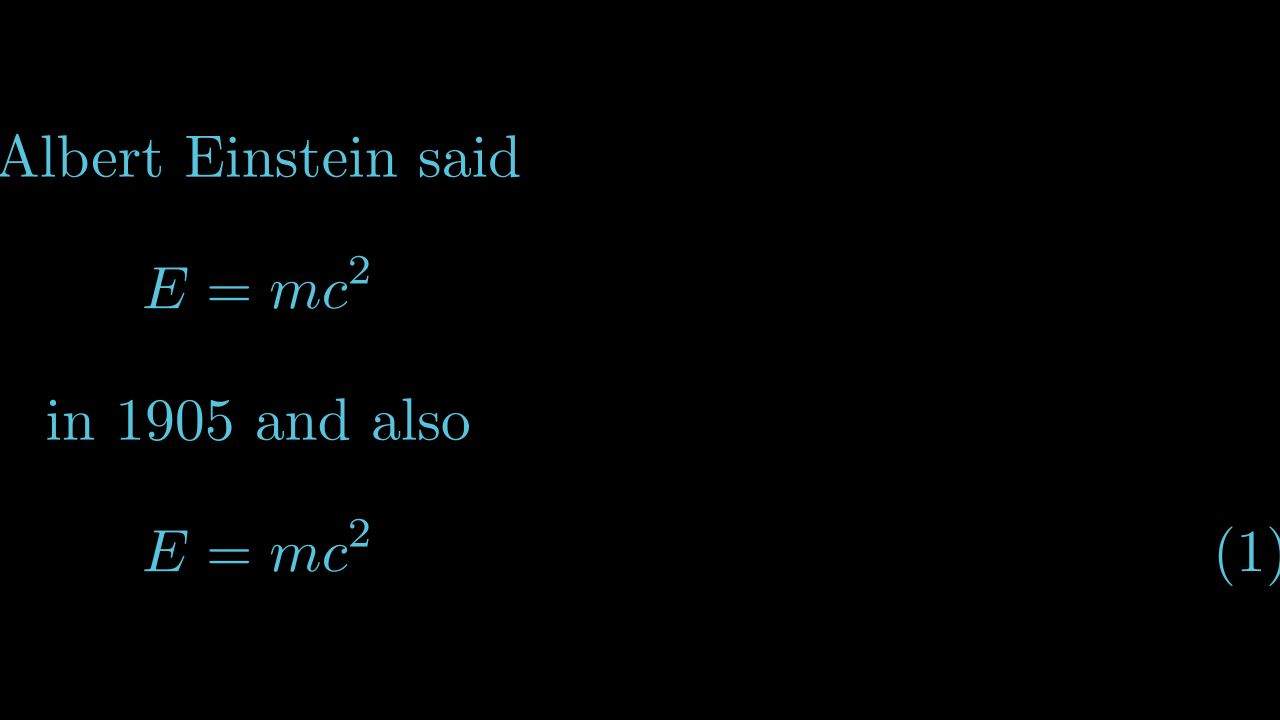 Albert Einstein said
E = mc²
in 1905 and also
E = mc² (1)